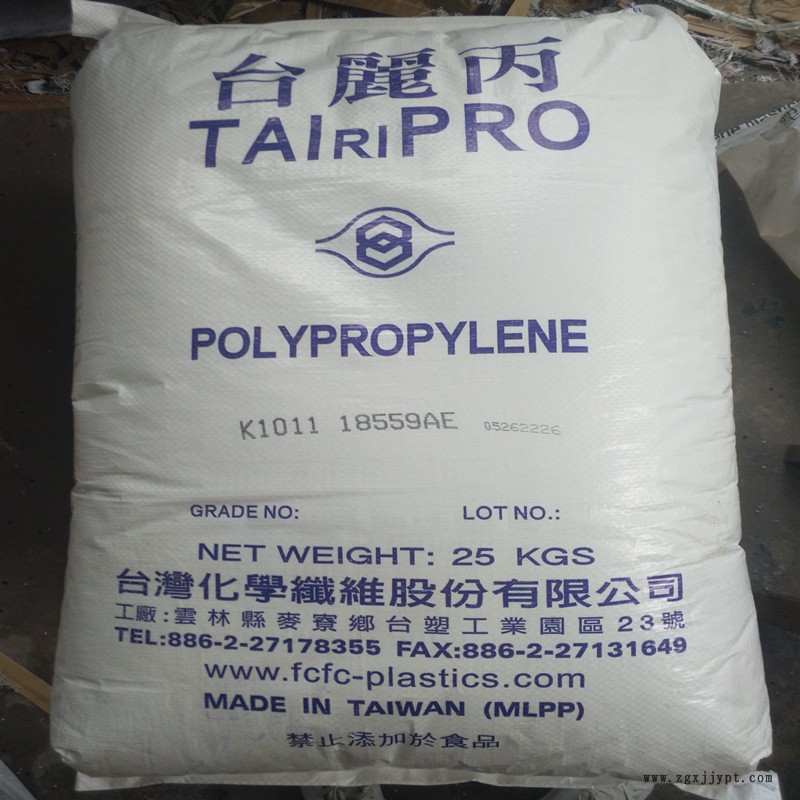 台麗丙
TAIRIPRO
POLYPROPYLENE
K1011 18559AE 05262226
GRADE NO: LOT NO.:
NET WEIGHT: 25 KGS
台灣化學纖維股份有限公司
工廠:雲林縣麥寮鄉台塑工業園區23號
TEL:886-2-27178355 FAX:886-2-27131649
www.fcfc-plastics.com
MADE IN TAIWAN (MLPP)
禁止添加於食品
www.zgxjjypt.com